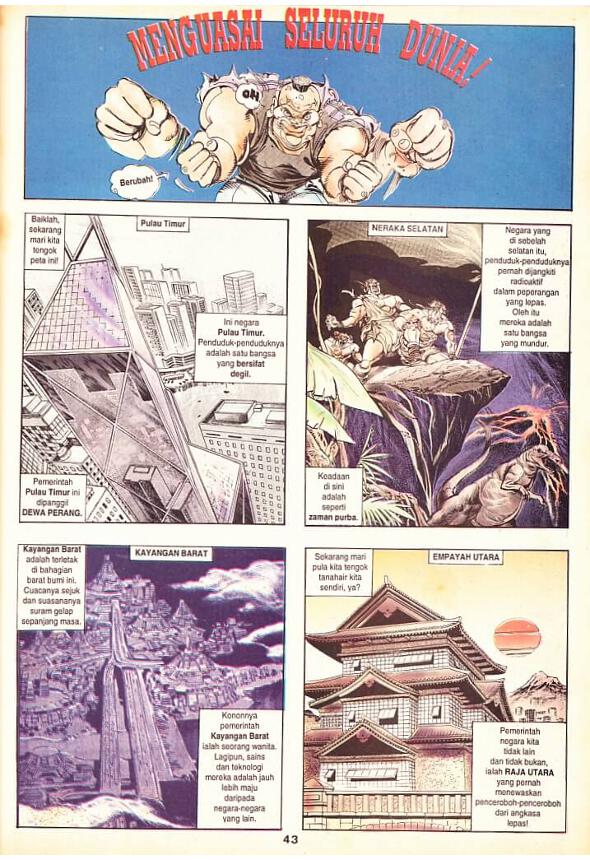 MENGUASAI SELURUH DUNIA!
OH
Berubah!
Baiklah,
sekarang
mari kita
tengok
peta ini!
Pulau Timur
Ini negara
Pulau Timur.
Penduduk-penduduknya
adalah satu bangsa
yang bersifat
degil.
Pemerintah
Pulau Timur ini
dipanggil
DEWA PERANG.
NERAKA SELATAN
Negara yang
di sebelah
selatan itu,
penduduk-penduduknya
pernah dijangkiti
radioaktif
dalam peperangan
yang lepas.
Oleh itu
mereka adalah
satu bangsa
yang mundur.
Keadaan
di sini
adalah
seperti
zaman purba.
Kayangan Barat
adalah terletak
di bahagian
barat bumi ini.
Cuacanya sejuk
dan suasananya
suram gelap
sepanjang masa.
KAYANGAN BARAT
Kononnya
pemerintah
Kayangan Barat
ialah seorang wanita.
Lagipun, sains
dan teknologi
mereka adalah jauh
lebih maju
daripada
negara-negara
yang lain.
Sekarang mari
pula kita tengok
tanahair kita
sendiri, ya?
EMPAYAH UTARA
Pemerintah
negara kita
tidak lain
dan tidak bukan,
ialah RAJA UTARA
yang pernah
menewaskan
penceroboh-penceroboh
dari angkasa
lepas!
43